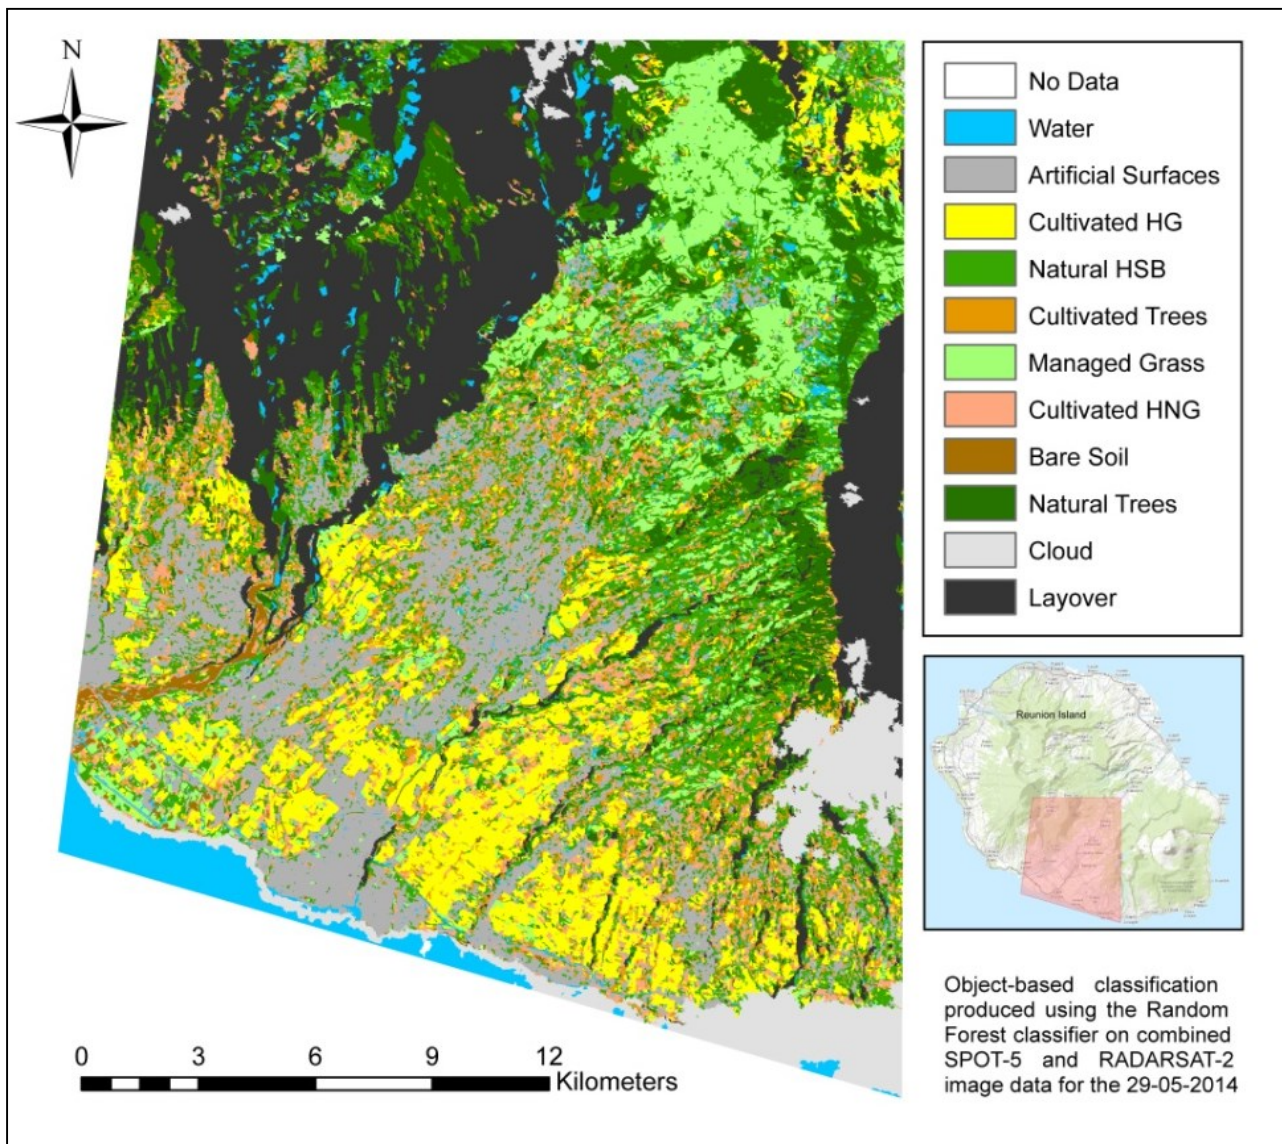 N
No Data
Water
Artificial Surfaces
Cultivated HG
Natural HSB
Cultivated Trees
Managed Grass
Cultivated HNG
Bare Soil
Natural Trees
Cloud
Layover
Reunion Island
Object-based classification
produced using the Random
Forest classifier on combined
SPOT-5 and RADARSAT-2
image data for the 29-05-2014
0 3 6 9 12
Kilometers